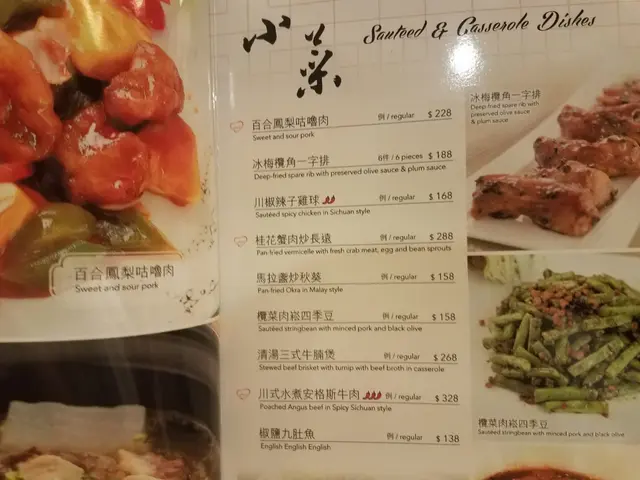 小菜
Sauteed & Casserole Dishes
百合鳳梨咕嚕肉 例 / regular $ 228
Sweet and sour pork
冰梅欖角一字排 6件 / 6 pieces $ 188
Deep-fried spare rib with preserved olive sauce & plum sauce
川椒辣子雞球 例 / regular $ 168
Sautéed spicy chicken in Sichuan style
桂花蟹肉炒長遠 例 / regular $ 288
Pan-fried vermicelle with fresh crab meat, egg and bean sprouts
馬拉盞炒秋葵 例 / regular $ 158
Pan-fried Okra in Malay style
欖菜肉崧四季豆 例 / regular $ 158
Sautéed stringbean with minced pork and black olive
清湯三式牛腩煲 例 / regular $ 268
Stewed beef brisket with turnip with beef broth in casserole
川式水煮安格斯牛肉 例 / regular $ 328
Poached Angus beef in Spicy Sichuan style
椒鹽九肚魚 例 / regular $ 138
English English English
百合鳳梨咕嚕肉
Sweet and sour pork
冰梅欖角一字排
Deep-fried spare rib with
preserved olive sauce
& plum sauce
欖菜肉崧四季豆
Sautéed stringbean with minced pork and black olive